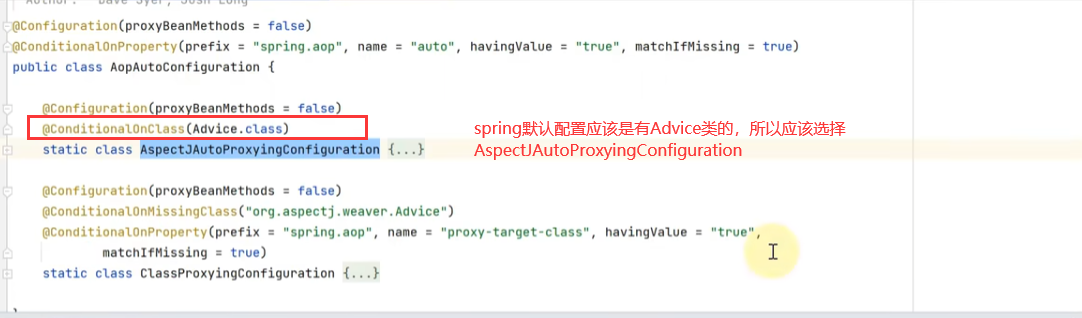 Author: Dave Syer, Josh Long
@Configuration(proxyBeanMethods = false)
@ConditionalOnProperty(prefix = "spring.aop", name = "auto", havingValue = "true", matchIfMissing = true)
public class AopAutoConfiguration {
@Configuration(proxyBeanMethods = false)
@ConditionalOnClass(Advice.class)
static class AspectJAutoProxyingConfiguration {...}
spring默认配置应该是有Advice类的，所以应该选择
AspectJAutoProxyingConfiguration
@Configuration(proxyBeanMethods = false)
@ConditionalOnMissingClass("org.aspectj.weaver.Advice")
@ConditionalOnProperty(prefix = "spring.aop", name = "proxy-target-class", havingValue = "true",
matchIfMissing = true)
static class ClassProxyingConfiguration {...}